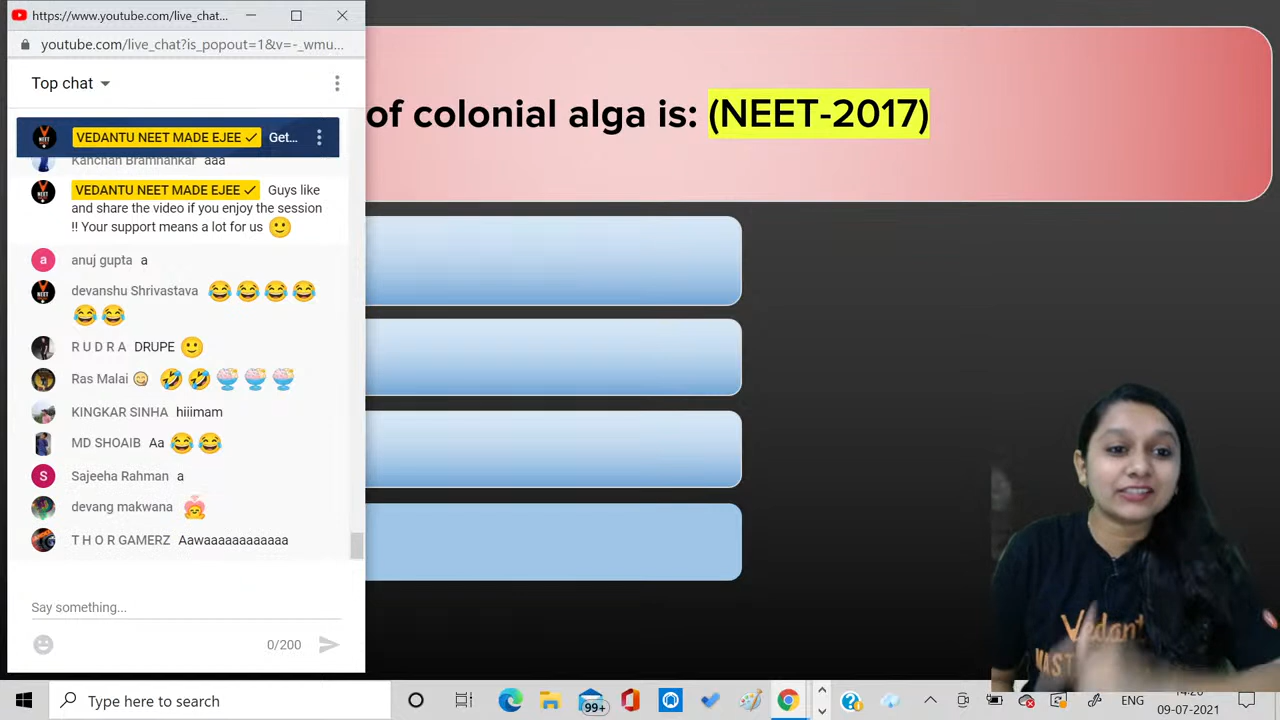 https://www.youtube.com/live_chat...
youtube.com/live_chat?is_popout=1&v=-_wmu...
Top chat
VEDANTU NEET MADE EJEE Get...
Kanchan Bramhankar aaa
VEDANTU NEET MADE EJEE Guys like
and share the video if you enjoy the session
!! Your support means a lot for us 🙂
anuj gupta a
devanshu Shrivastava 😂😂😂😂
😂😂
R U D R A DRUPE 🙂
Ras Malai 😋 🤣🤣🍧🍧🍧
KINGKAR SINHA hiiimam
MD SHOAIB Aa 😂😂
Sajeeha Rahman a
devang makwana
T H O R GAMERZ Aawaaaaaaaaaaa
Say something...
0/200
of colonial alga is: (NEET-2017)
Vedant
Type here to search
99+
ENG
09-07-2021